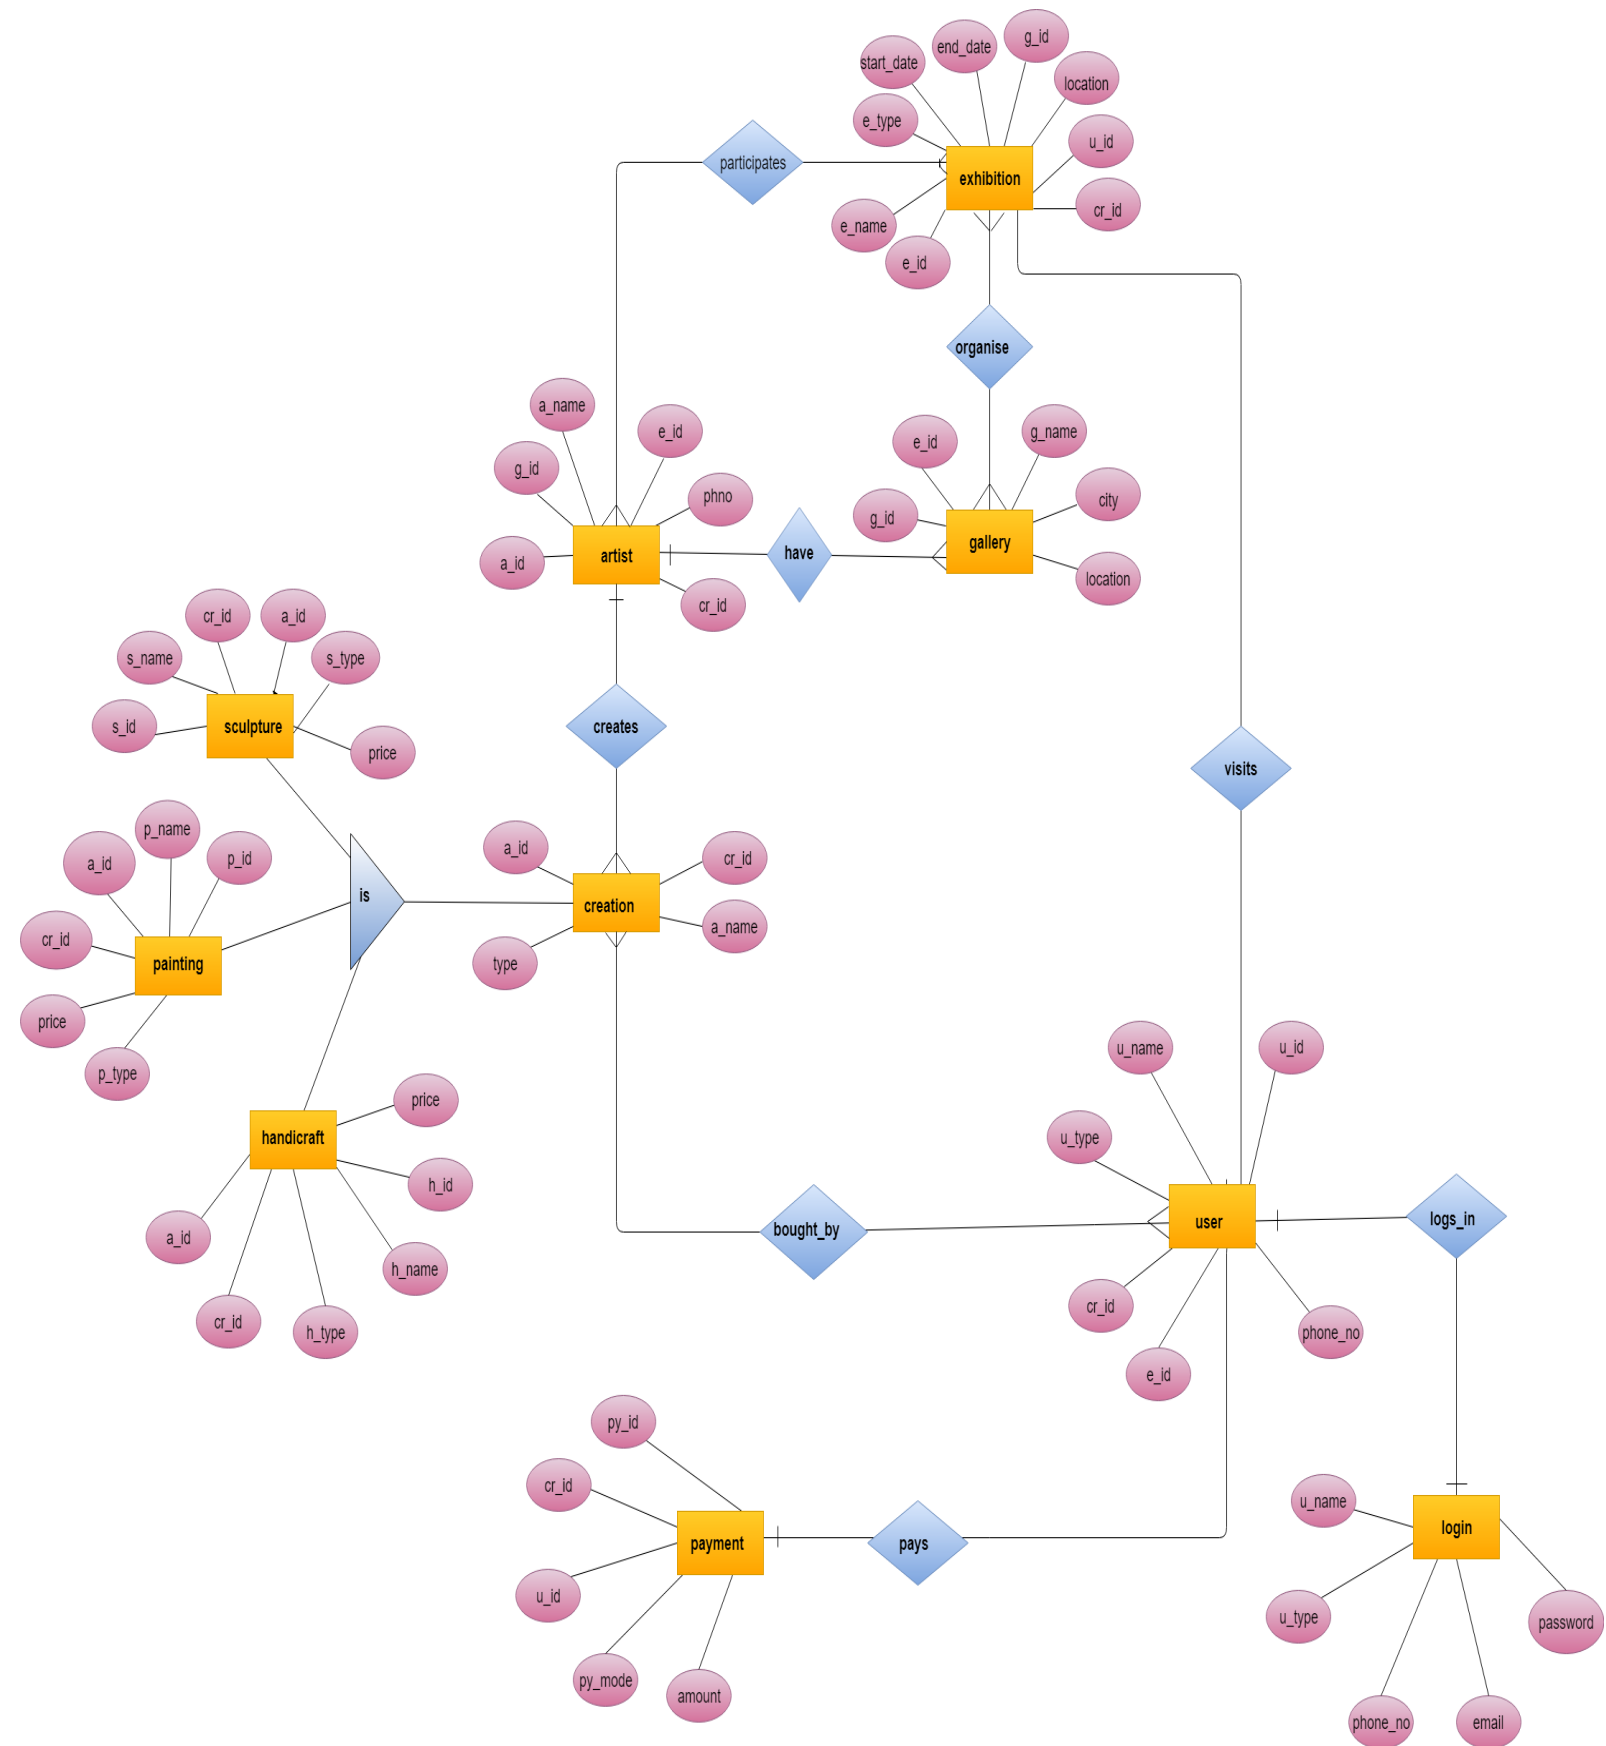 g_id
end_date
start_date
location
e_type
u_id
participates
exhibition
cr_id
e_name
e_id
organise
a_name
e_id
g_name
e_id
g_id
phno
city
g_id
artist
have
gallery
a_id
location
cr_id
cr_id
a_id
s_name
s_type
s_id
sculpture
price
creates
visits
p_name
a_id
p_id
a_id
cr_id
is
creation
a_name
cr_id
painting
type
price
p_type
u_name
u_id
price
handicraft
u_type
h_id
a_id
bought_by
user
logs_in
h_name
cr_id
h_type
cr_id
phone_no
e_id
py_id
cr_id
u_name
payment
pays
login
u_id
u_type
password
py_mode
amount
phone_no
email